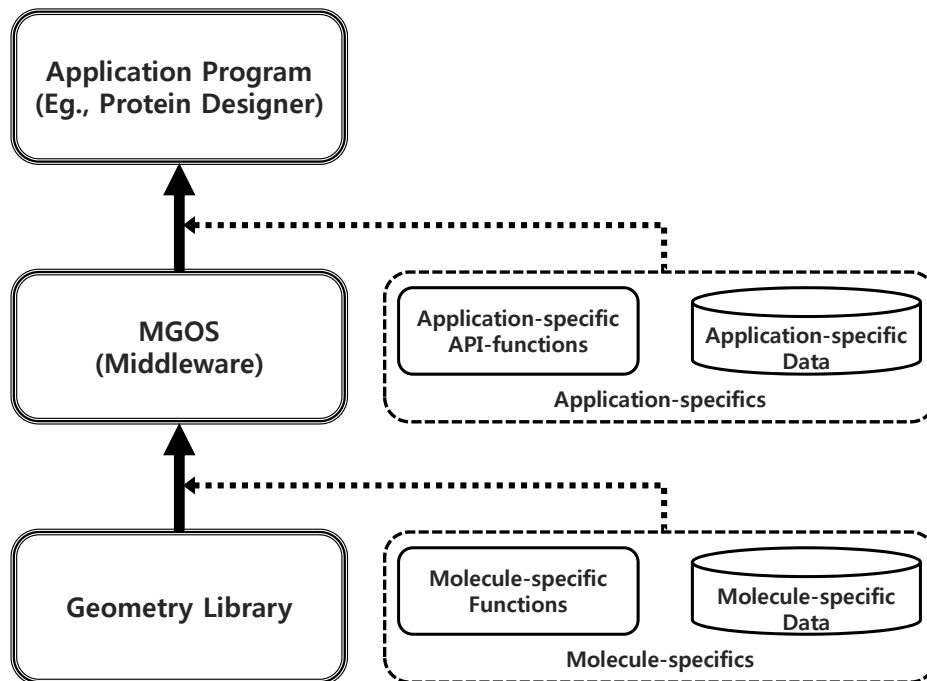 Application Program
(Eg., Protein Designer)
MGOS
(Middleware)
Application-specific
API-functions
Application-specific
Data
Application-specifics
Geometry Library
Molecule-specific
Functions
Molecule-specific
Data
Molecule-specifics